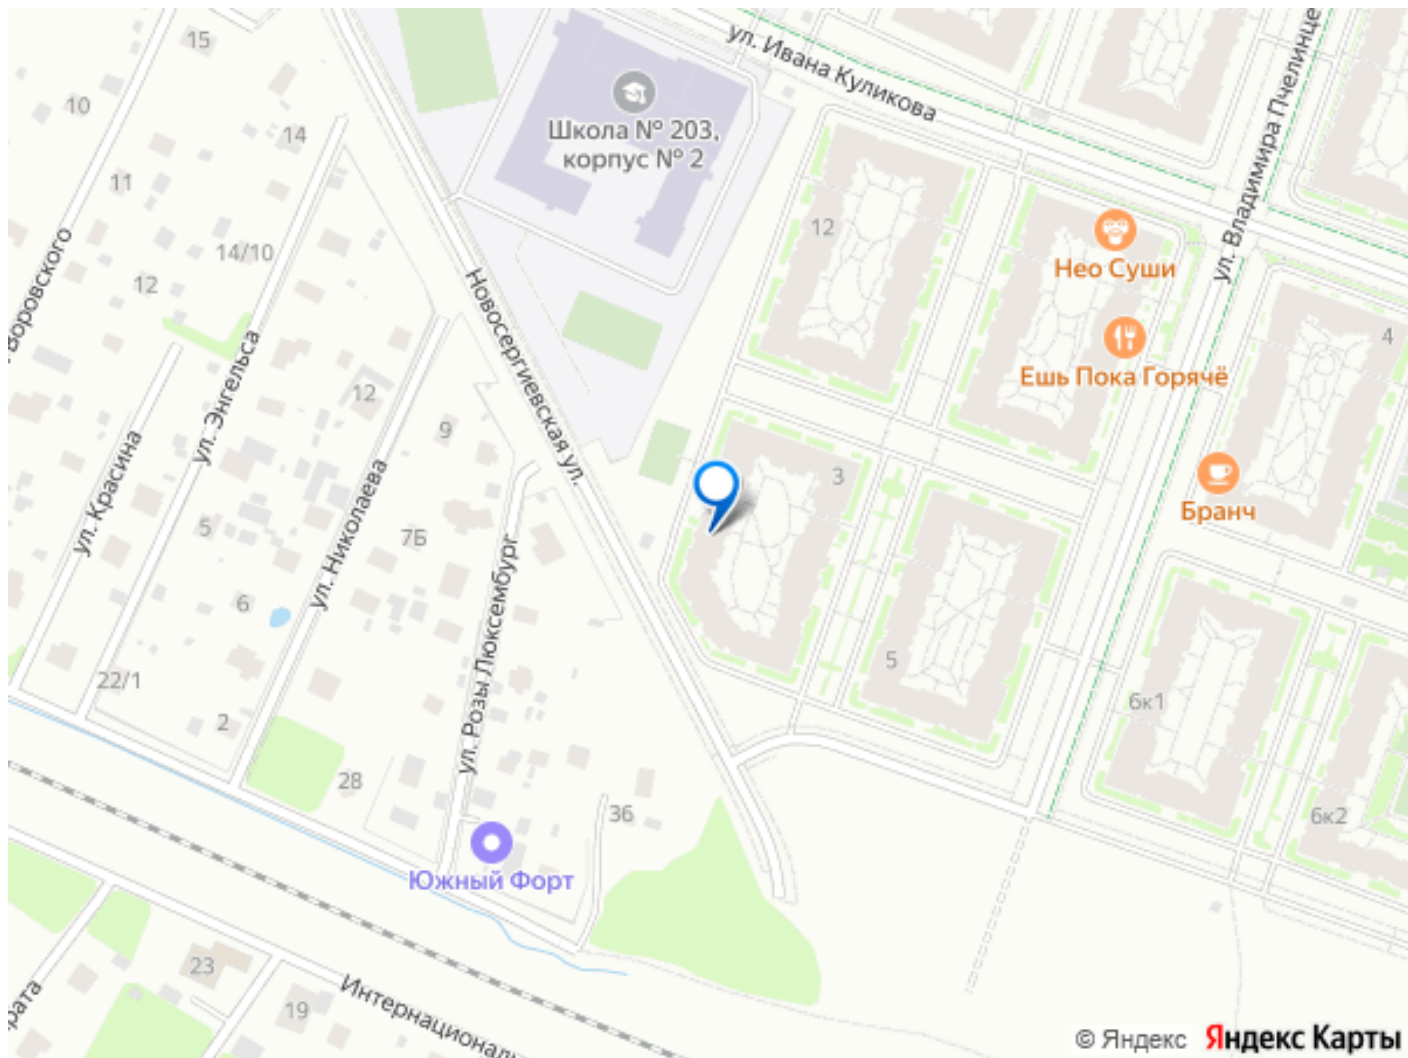 15
ул. Ивана Куликова
ул. Владимира Пчелинце
10
14
Школа № 203,
корпус № 2
11
12
14/10
Нео Суши
Воровского
12
Новосергиевская ул.
4
ул. Энгельса
Ешь Пока Горячё
12
9
ул. Красина
3
Бранч
ул. Николаева
5
7Б
6
ул. Розы Люксембург
5
22/1
6к1
2
28
36
6к2
Южный Форт
23
рата
19
Интернациональн
© Яндекс Яндекс Карты